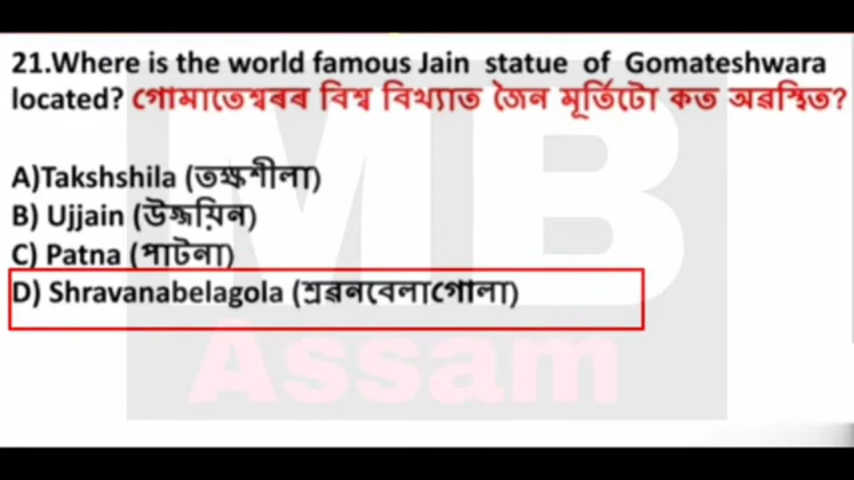 21.Where is the world famous Jain statue of Gomateshwara
located? গোমাতেশ্বৰৰ বিশ্ব বিখ্যাত জৈন মূৰ্তিটো কত অৱস্থিত?
A)Takshshila (তক্ষশীলা)
B) Ujjain (উজ্জয়িন)
C) Patna (পাটনা)
D) Shravanabelagola (শ্ৰৱনবেলাগোলা)
MB
Assam